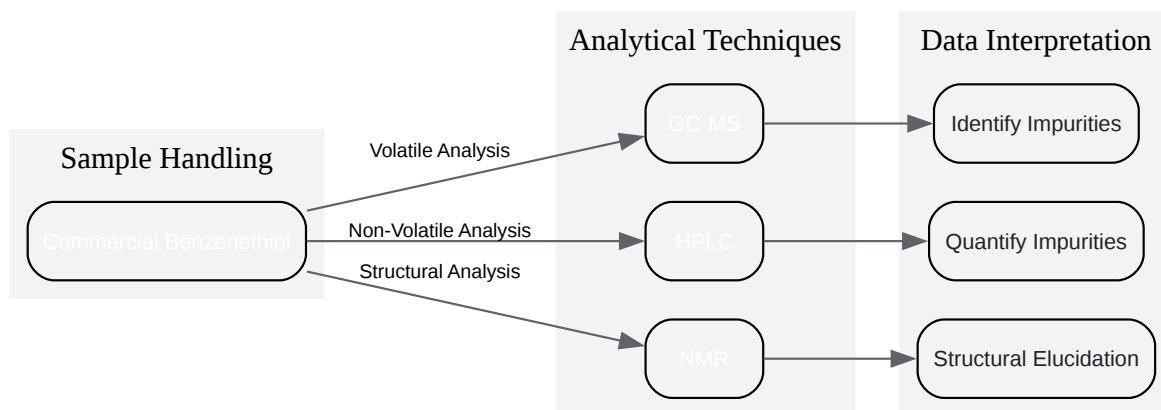 Analytical Techniques
Data Interpretation
Sample Handling
Volatile Analysis
Non-Volatile Analysis
Structural Analysis
Commercial Benzenethiol
GC-MS
HPLC
NMR
Identify Impurities
Quantify Impurities
Structural Elucidation